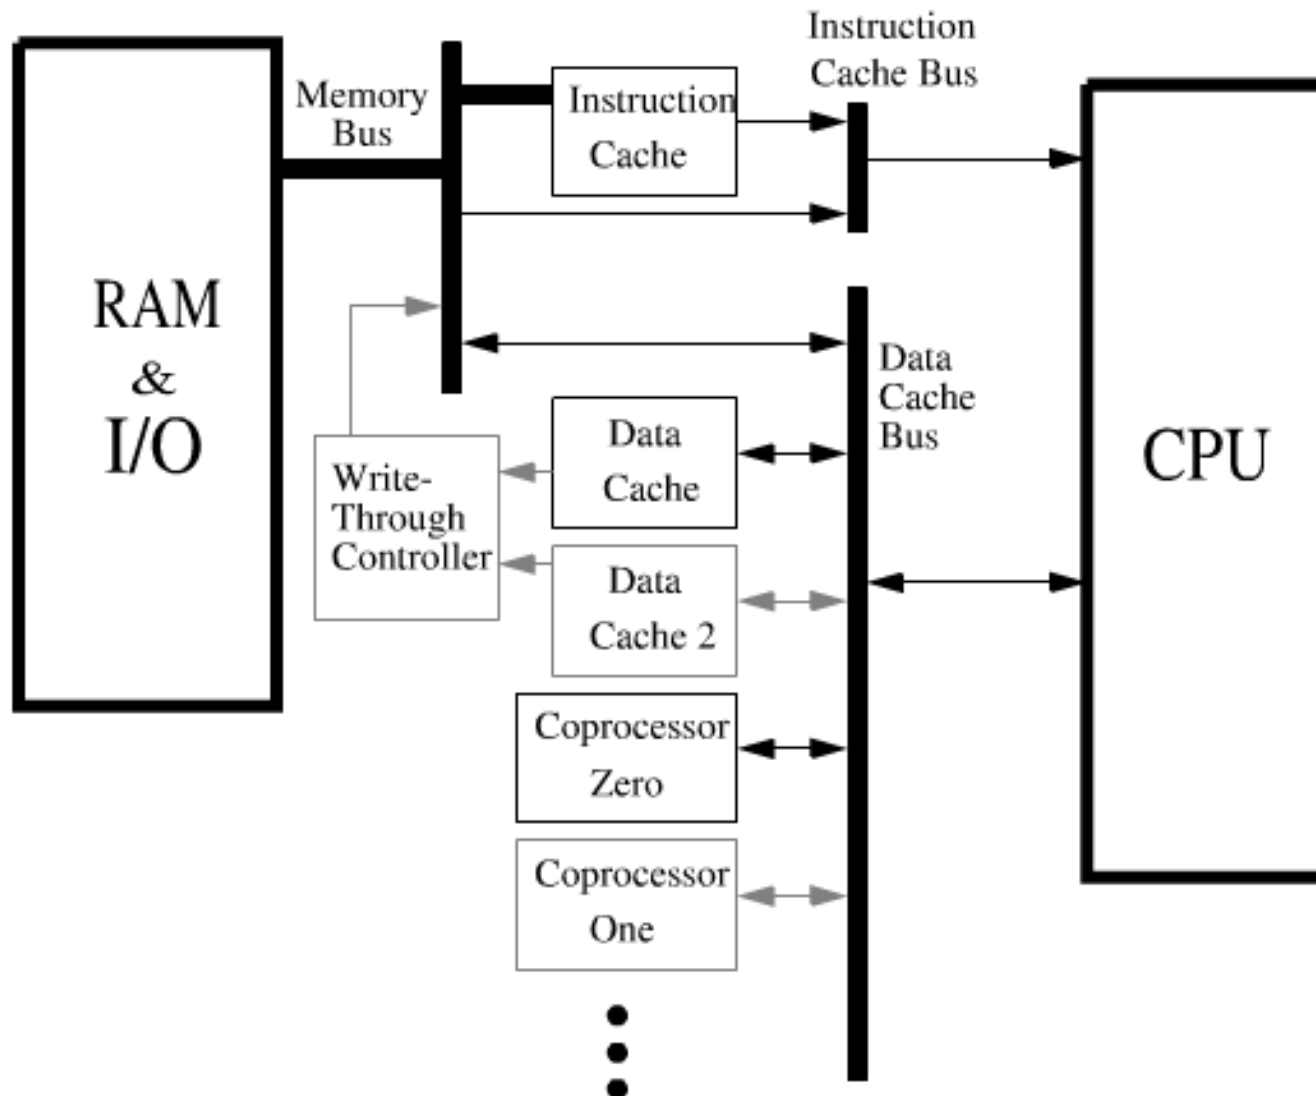 Instruction
Cache Bus
Memory
Bus
Instruction
Cache
RAM
&
I/O
Data
Cache
Bus
CPU
Data
Cache
Write-
Through
Controller
Data
Cache 2
Coprocessor
Zero
Coprocessor
One